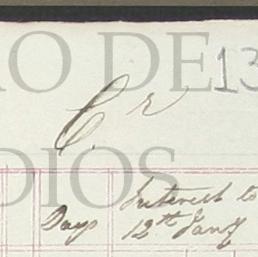 O DE
13
Cr
DIOS
Interest to
Days 12th Jany